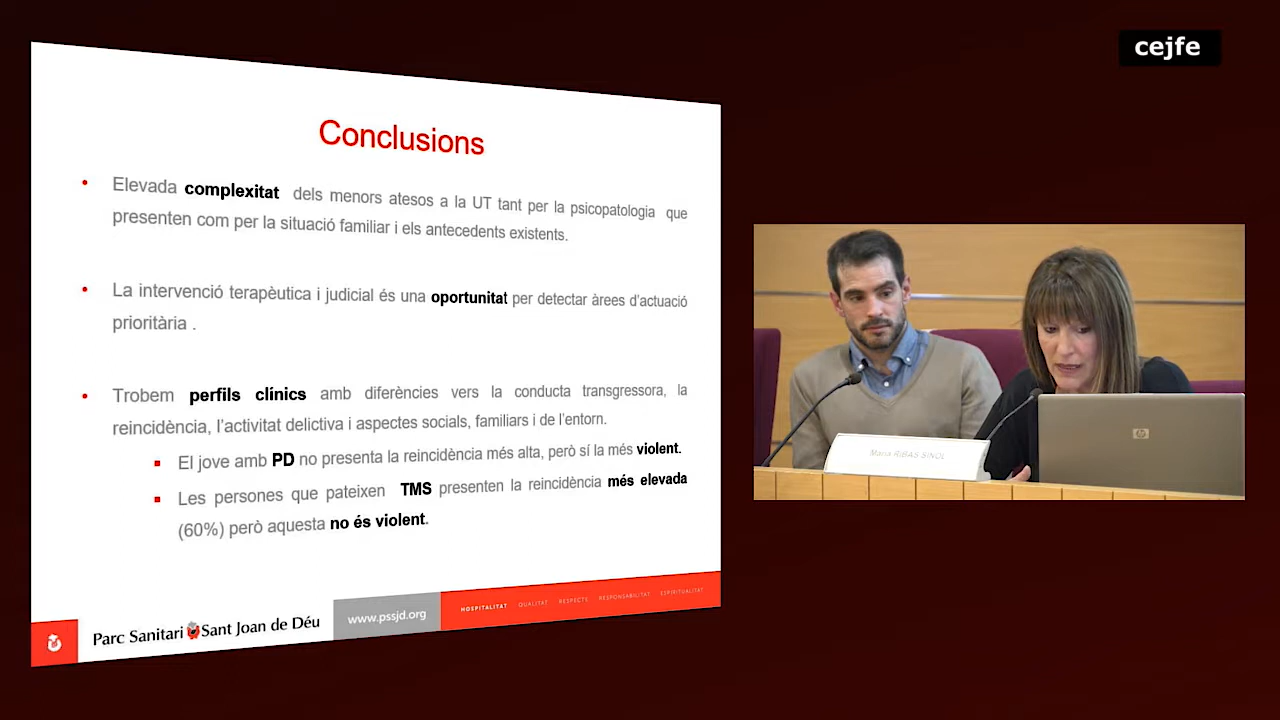 cejfe
Conclusions
• Elevada complexitat dels menors atesos a la UT tant per la psicopatologia que
presenten com per la situació familiar i els antecedents existents.
• La intervenció terapèutica i judicial és una oportunitat per detectar àrees d'actuació
prioritària .
• Trobem perfils clínics amb diferències vers la conducta transgressora, la
reincidència, l'activitat delictiva i aspectes socials, familiars i de l'entorn.
▪ El jove amb PD no presenta la reincidència més alta, però sí la més violent.
▪ Les persones que pateixen TMS presenten la reincidència més elevada
(60%) però aquesta no és violent.
Parc Sanitari Sant Joan de Déu
www.pssjd.org
HOSPITALITAT QUALITAT RESPECTE RESPONSABILITAT ESPIRITUALITAT
Maria RIBAS SIÑOL
hp